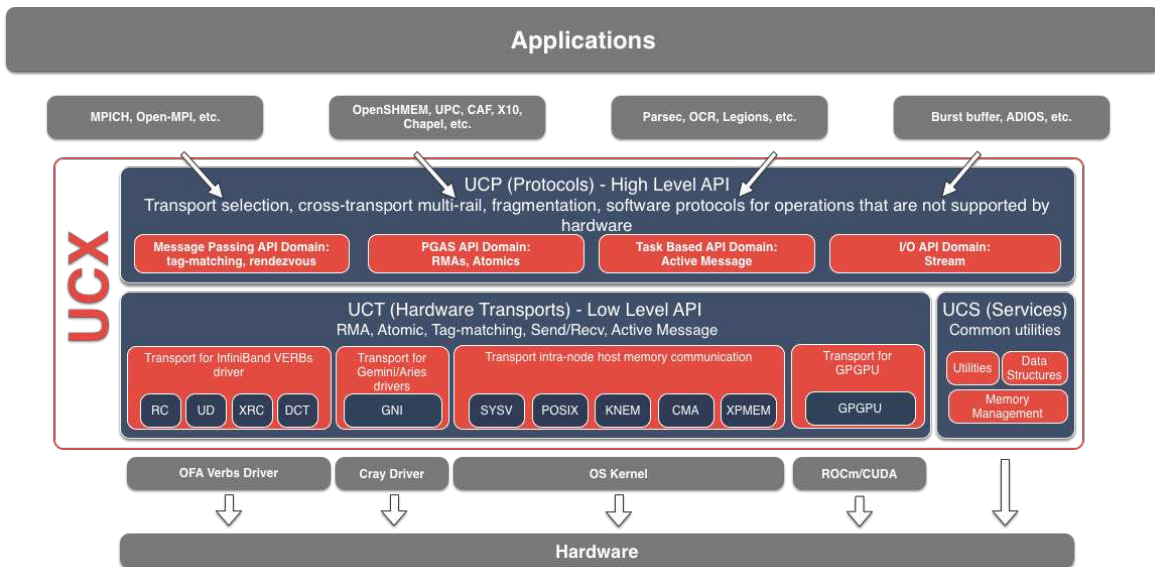 Applications
MPICH, Open-MPI, etc.
OpenSHMEM, UPC, CAF, X10,
Chapel, etc.
Parsec, OCR, Legions, etc.
Burst buffer, ADIOS, etc.
UCX
UCP (Protocols) - High Level API
Transport selection, cross-transport multi-rail, fragmentation, software protocols for operations that are not supported by
hardware
Message Passing API Domain:
tag-matching, rendezvous
PGAS API Domain:
RMAs, Atomics
Task Based API Domain:
Active Message
I/O API Domain:
Stream
UCT (Hardware Transports) - Low Level API
RMA, Atomic, Tag-matching, Send/Recv, Active Message
Transport for InfiniBand VERBs
driver
RC
UD
XRC
DCT
Transport for
Gemini/Aries
drivers
GNI
Transport intra-node host memory communication
SYSV
POSIX
KNEM
CMA
XPMEM
Transport for
GPGPU
GPGPU
UCS (Services)
Common utilities
Utilities
Data
Structures
Memory
Management
OFA Verbs Driver
Cray Driver
OS Kernel
ROCm/CUDA
Hardware